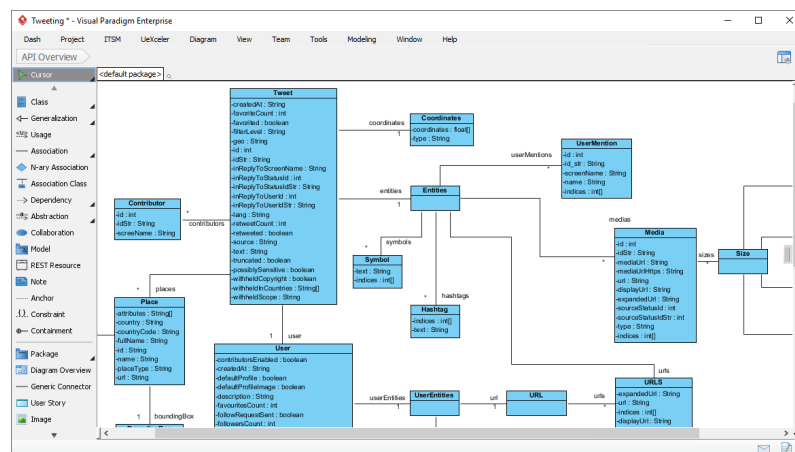 Tweeting * - Visual Paradigm Enterprise
Dash Project ITSM UeXceler Diagram View Team Tools Modeling Window Help
API Overview
Cursor
Class
Generalization
Usage
Association
N-ary Association
Association Class
Dependency
Abstraction
Collaboration
Model
REST Resource
Note
Anchor
Constraint
Containment
Package
Diagram Overview
Generic Connector
User Story
Image
<default package>
Tweet
-createdAt : String
-favoriteCount : int
-favorited : boolean
-filterLevel : String
-geo : String
-id : int
-idStr : String
-inReplyToScreenName : String
-inReplyToStatusId : int
-inReplyToStatusIdStr : String
-inReplyToUserId : int
-inReplyToUserIdStr : String
-lang : String
-retweetCount : int
-retweeted : boolean
-source : String
-text : String
-truncated : boolean
-possiblySensitive : boolean
-withheldCopyright : boolean
-withheldInCountries : String[]
-withheldScope : String
coordinates
1
Coordinates
-coordinates : float[]
-type : String
userMentions
*
UserMention
-id : int
-id_str : String
-screenName : String
-name : String
-indices : int[]
entities
1
Entities
Contributor
-id : int
-idStr : String
-screeName : String
*
contributors
symbols
*
Symbol
-text : String
-indices : int[]
* hashtags
Hashtag
-indices : int[]
-text : String
medias
*
Media
-id : int
-idStr : String
-mediaUrl : String
-mediaUrlHttps : String
-url : String
-displayUrl : String
-expandedUrl : String
-sourceStatusId : int
-sourceStatusIdStr : int
-type : String
-indices : int[]
sizes
*
Size
* places
Place
-attributes : String[]
-country : String
-countryCode : String
-fullName : String
-id : String
-name : String
-placeType : String
-url : String
1 boundingBox
1 user
User
-contributorsEnabled : boolean
-createdAt : String
-defaultProfile : boolean
-defaultProfileImage : boolean
-description : String
-favouritesCount : int
-followRequestSent : boolean
-followersCount : int
userEntities
1
UserEntities
url
1
URL
urls
*
* urls
URLS
-expandedUrl : String
-url : String
-indices : int[]
-displayUrl : String